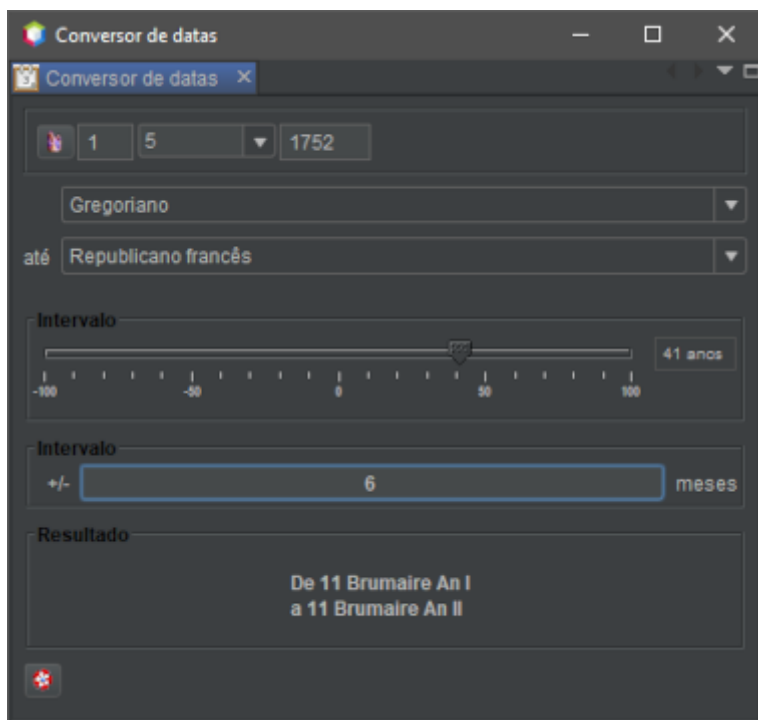 Conversor de datas
Conversor de datas
1 5 1752
Gregoriano
até Republicano francês
Intervalo
41 anos
-100 -50 0 50 100
Intervalo
+/- 6 meses
Resultado
De 11 Brumaire An I
a 11 Brumaire An II